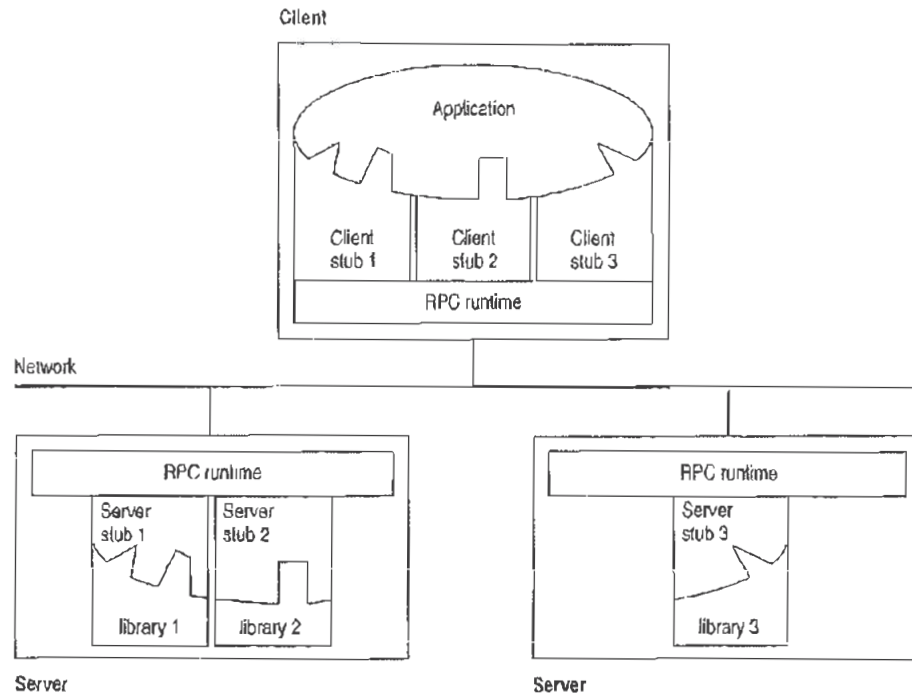 Client
Application
Client
stub 1
Client
stub 2
Client
stub 3
RPC runtime
Network
RPC runtime
Server
stub 1
Server
stub 2
library 1
library 2
Server
RPC runtime
Server
stub 3
library 3
Server